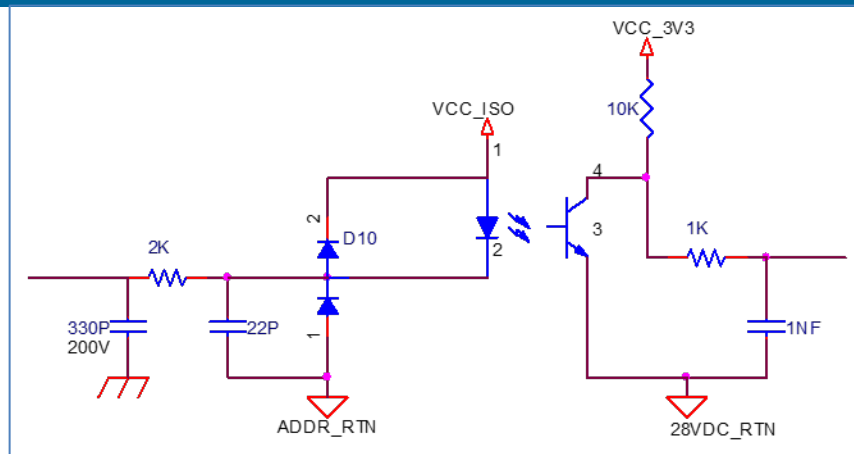 VCC_3V3
10K
VCC_ISO
1
4
2
D10
3
1K
2K
2
330P
200V
22P
1
1NF
ADDR_RTN
28VDC_RTN